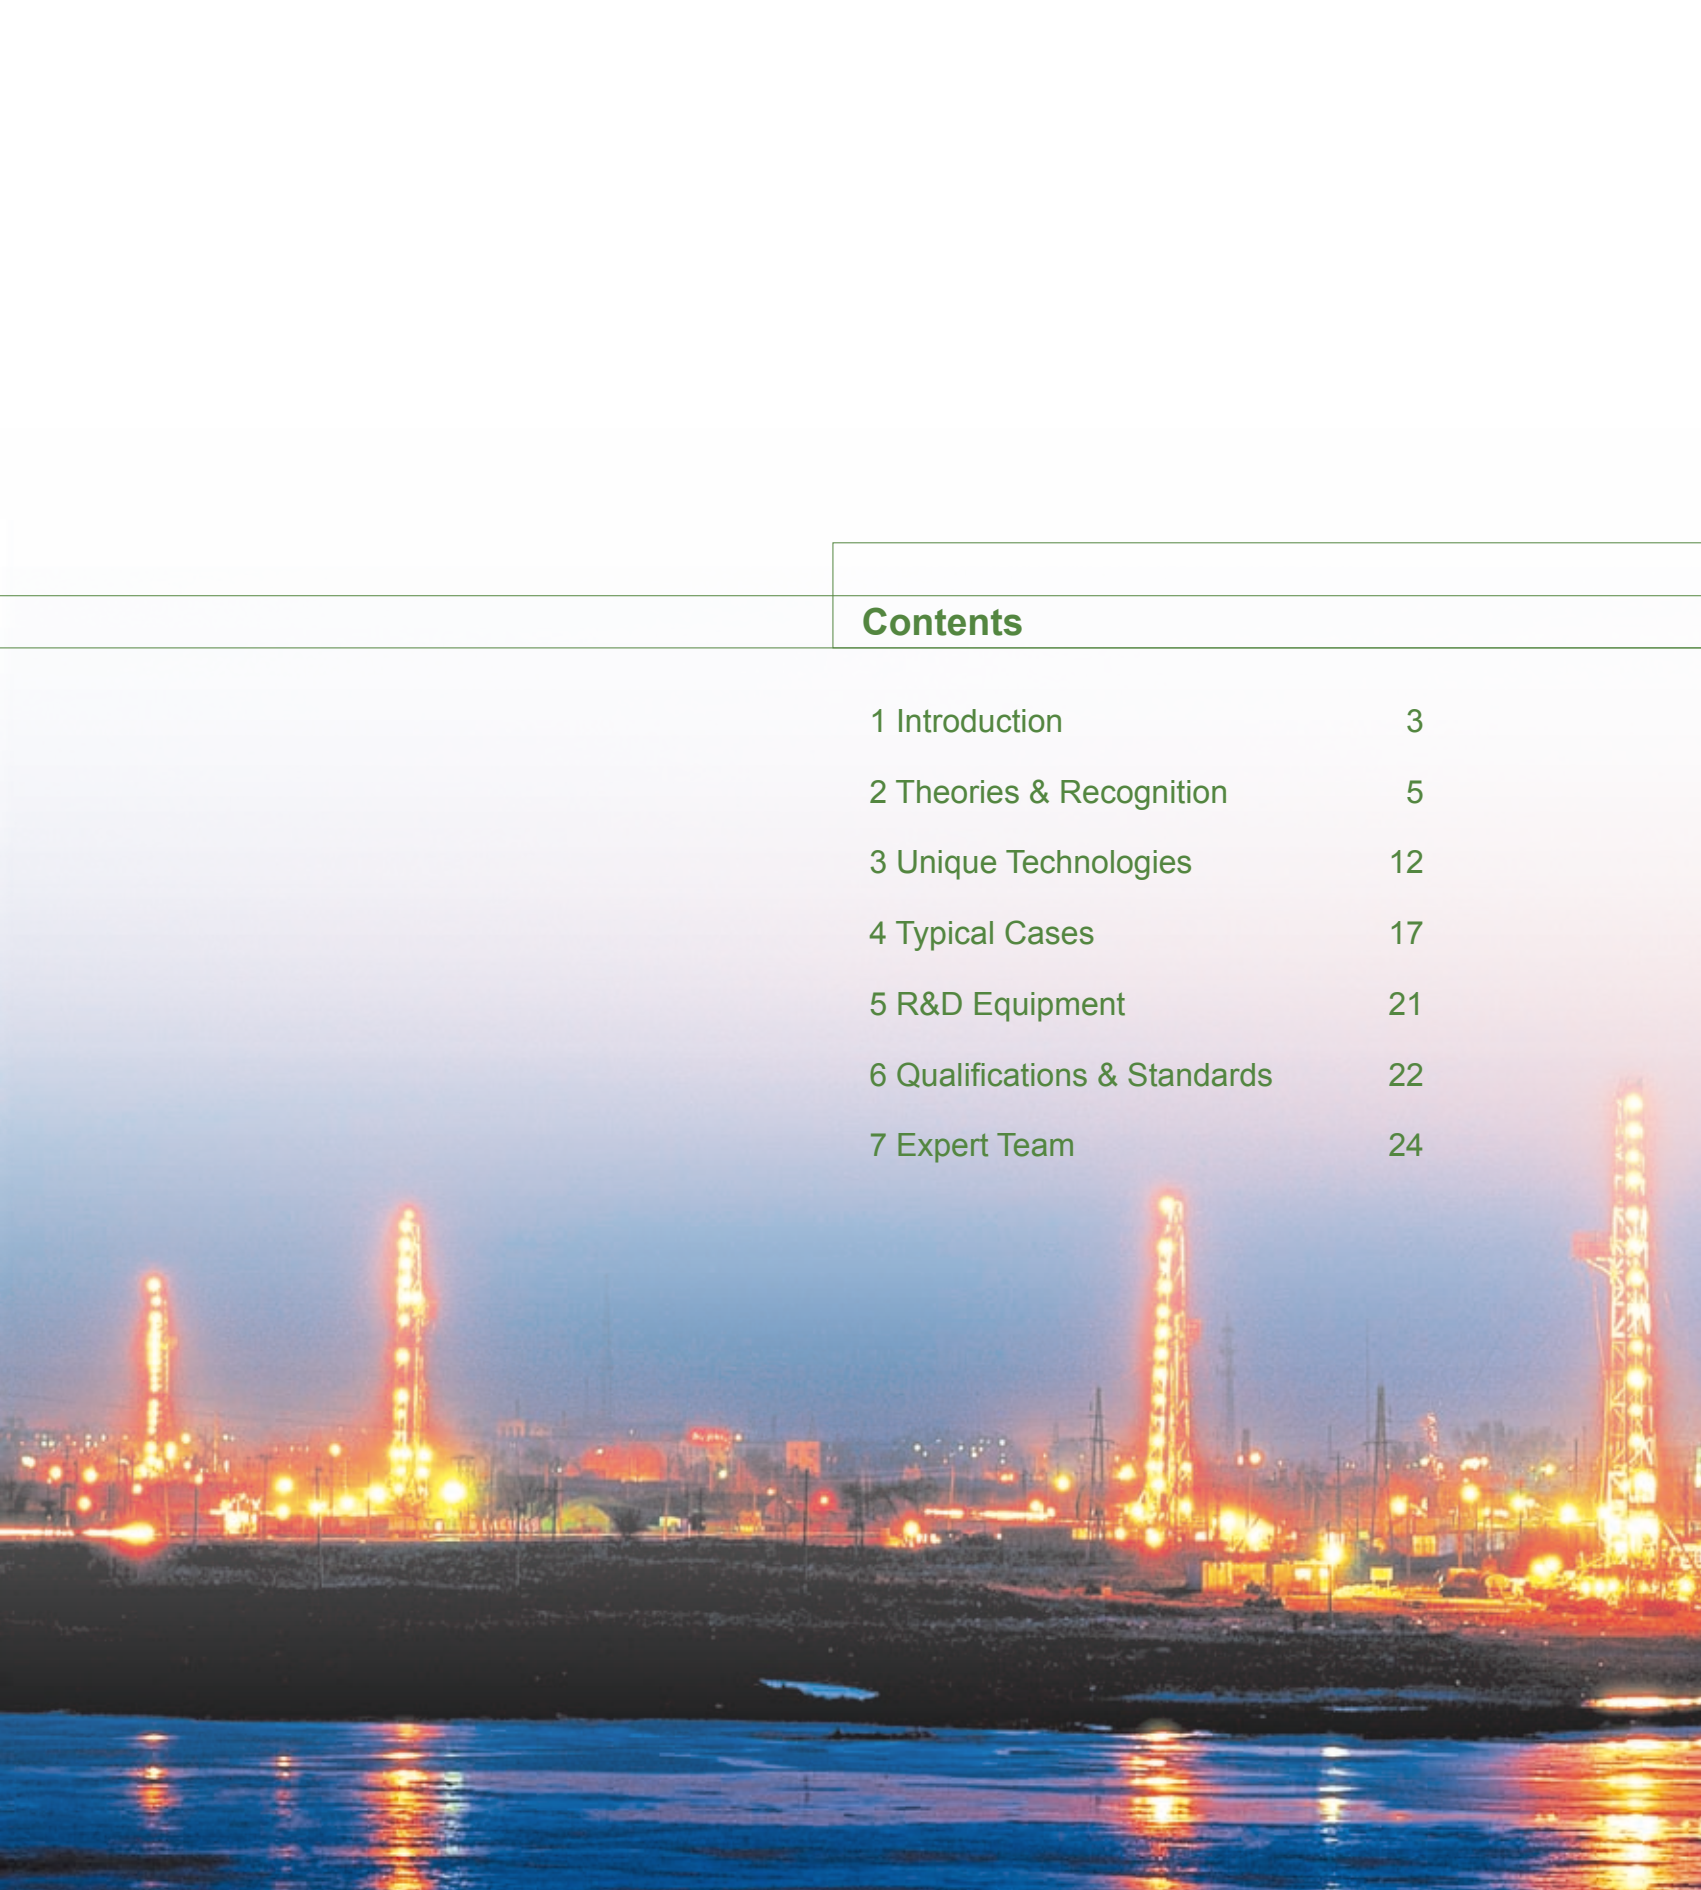 Contents
1 Introduction 3
2 Theories & Recognition 5
3 Unique Technologies 12
4 Typical Cases 17
5 R&D Equipment 21
6 Qualifications & Standards 22
7 Expert Team 24